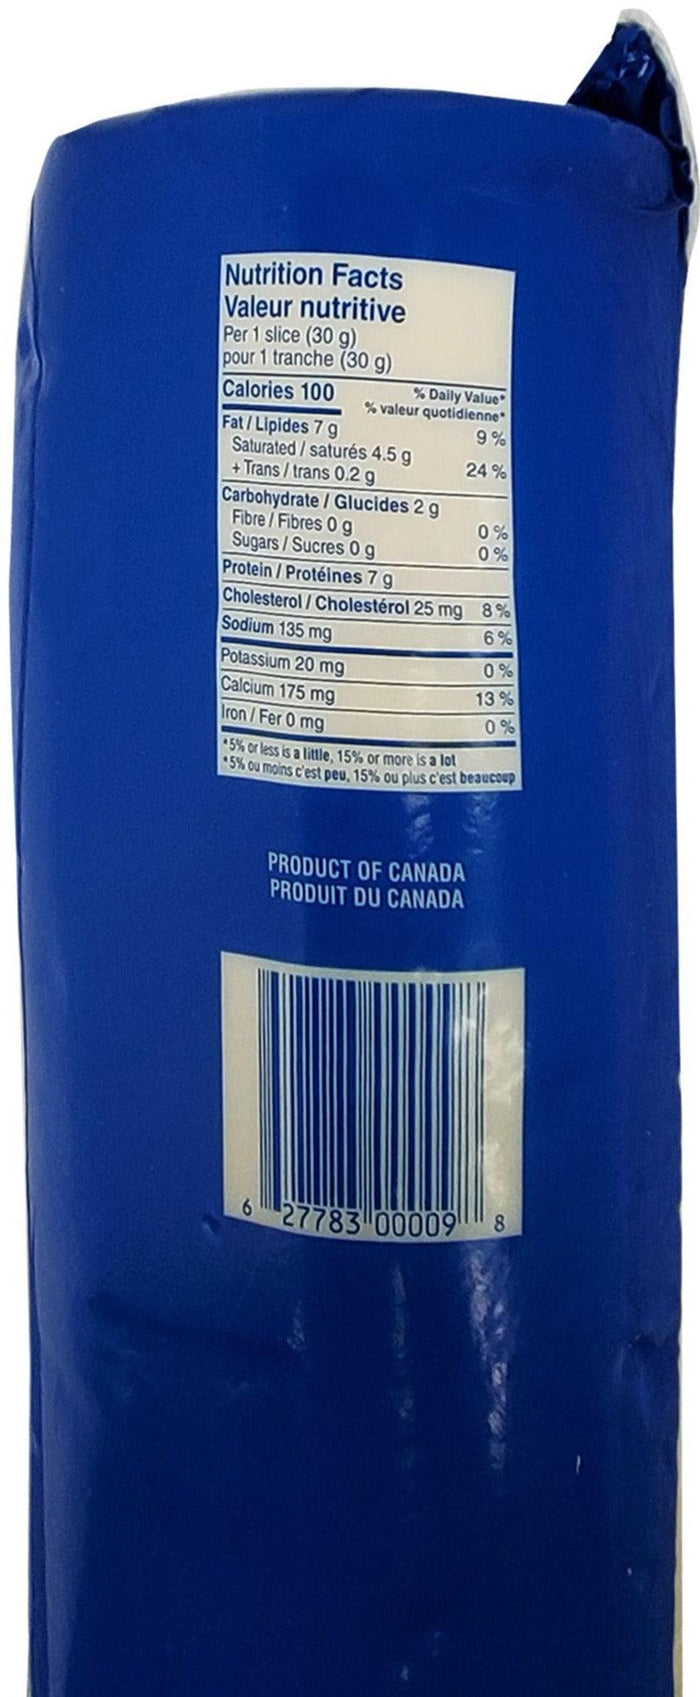 Nutrition Facts
Valeur nutritive
Per 1 slice (30 g)
pour 1 tranche (30 g)
Calories 100
% Daily Value*
% valeur quotidienne*
Fat / Lipides 7 g 9 %
Saturated / saturés 4.5 g
+ Trans / trans 0.2 g 24 %
Carbohydrate / Glucides 2 g
Fibre / Fibres 0 g 0 %
Sugars / Sucres 0 g 0 %
Protein / Protéines 7 g
Cholesterol / Cholestérol 25 mg 8 %
Sodium 135 mg 6 %
Potassium 20 mg 0 %
Calcium 175 mg 13 %
Iron / Fer 0 mg 0 %
*5% or less is a little, 15% or more is a lot
*5% ou moins c'est peu, 15% ou plus c'est beaucoup
PRODUCT OF CANADA
PRODUIT DU CANADA
6 27783 00009 8